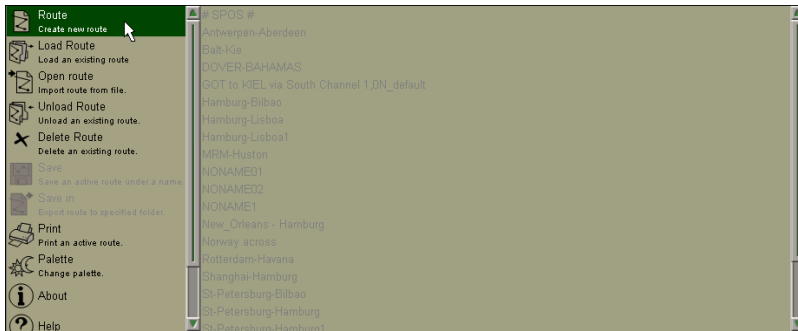 Route
Create new route
Load Route
Load an existing route
Open route
Import route from file.
Unload Route
Unload an existing route.
Delete Route
Delete an existing route.
Save
Save an active route under a name.
Save in
Export route to specified folder.
Print
Print an active route.
Palette
Change palette.
About
Help
# SPOS #
Antwerpen-Aberdeen
Balt-Kie
DOVER-BAHAMAS
GOT to KIEL via South Channel 1,0N_default
Hamburg-Bilbao
Hamburg-Lisboa
Hamburg-Lisboa1
MRM-Huston
NONAME01
NONAME02
NONAME1
New_Orleans - Hamburg
Norway across
Rotterdam-Havana
Shanghai-Hamburg
St-Petersburg-Bilbao
St-Petersburg-Hamburg
St-Petersburg-Hamburg1